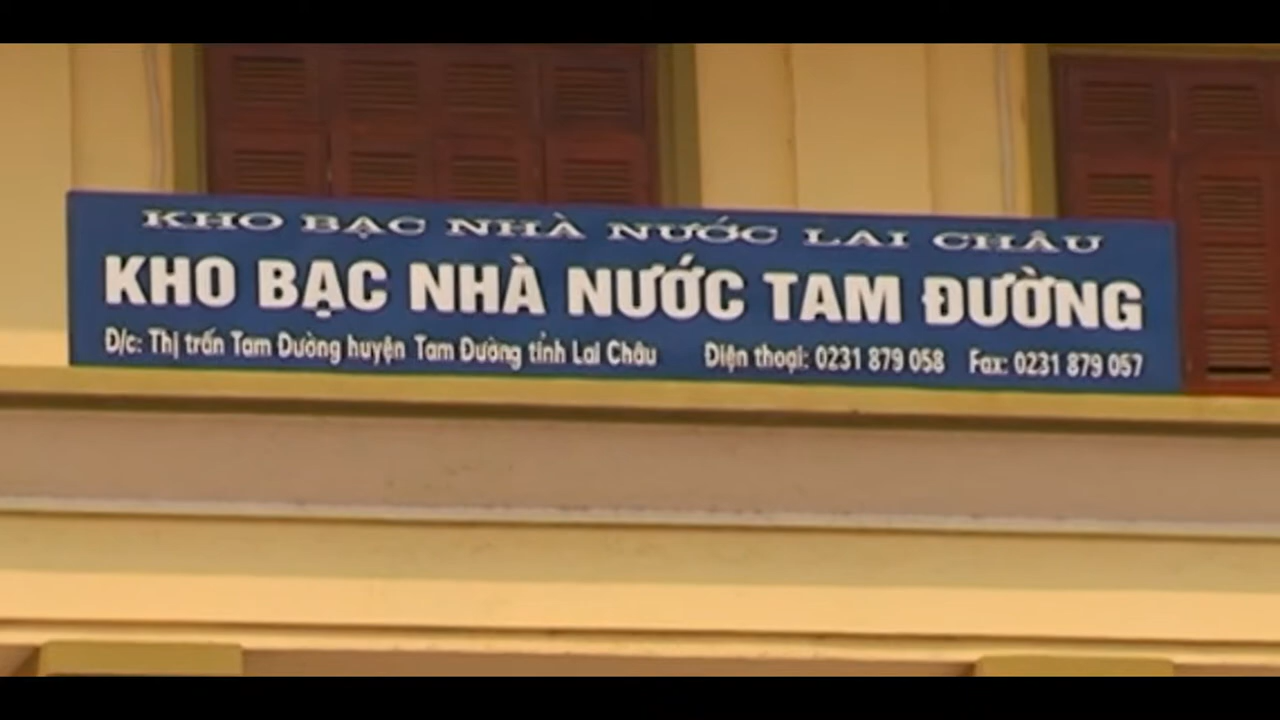 KHO BẠC NHÀ NƯỚC LAI CHÂU
KHO BẠC NHÀ NƯỚC TAM ĐƯỜNG
Đ/c: Thị trấn Tam Đường huyện Tam Đường tỉnh Lai Châu Điện thoại: 0231 879 058 Fax: 0231 879 057